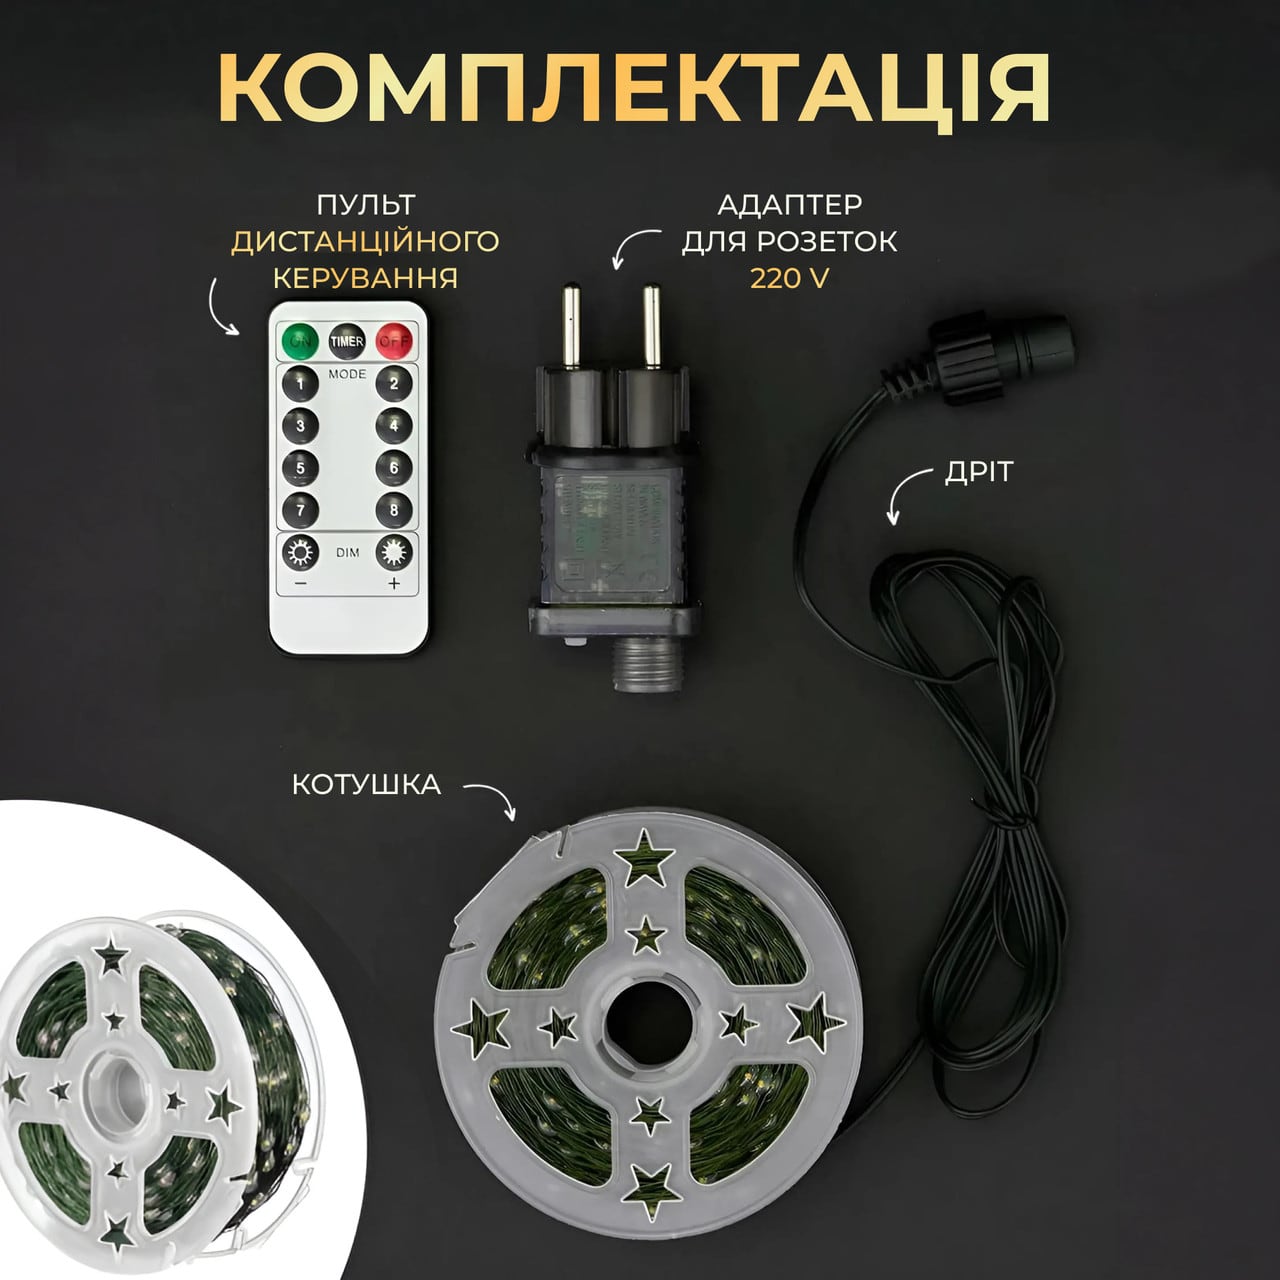 КОМПЛЕКТАЦІЯ
ПУЛЬТ
ДИСТАНЦІЙНОГО
КЕРУВАННЯ
АДАПТЕР
ДЛЯ РОЗЕТОК
220 V
ON TIMER OFF
MODE
1 2
3 4
5 6
7 8
DIM
− +
ДРІТ
КОТУШКА